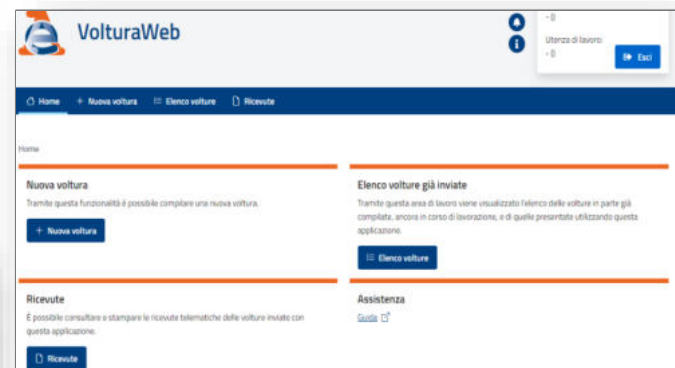 VolturaWeb
- ()
Utenza di lavoro:
- ()
Esci
Home
+ Nuova voltura
Elenco volture
Ricevute
Home
Nuova voltura
Tramite questa funzionalità è possibile compilare una nuova voltura.
+ Nuova voltura
Elenco volture già inviate
Tramite questa area di lavoro viene visualizzato l'elenco delle volture in parte già
compilate, ancora in corso di lavorazione, e di quelle presentate utilizzando questa
applicazione.
Elenco volture
Ricevute
È possibile consultare e stampare le ricevute telematiche delle volture inviate con
questa applicazione.
Ricevute
Assistenza
Guida